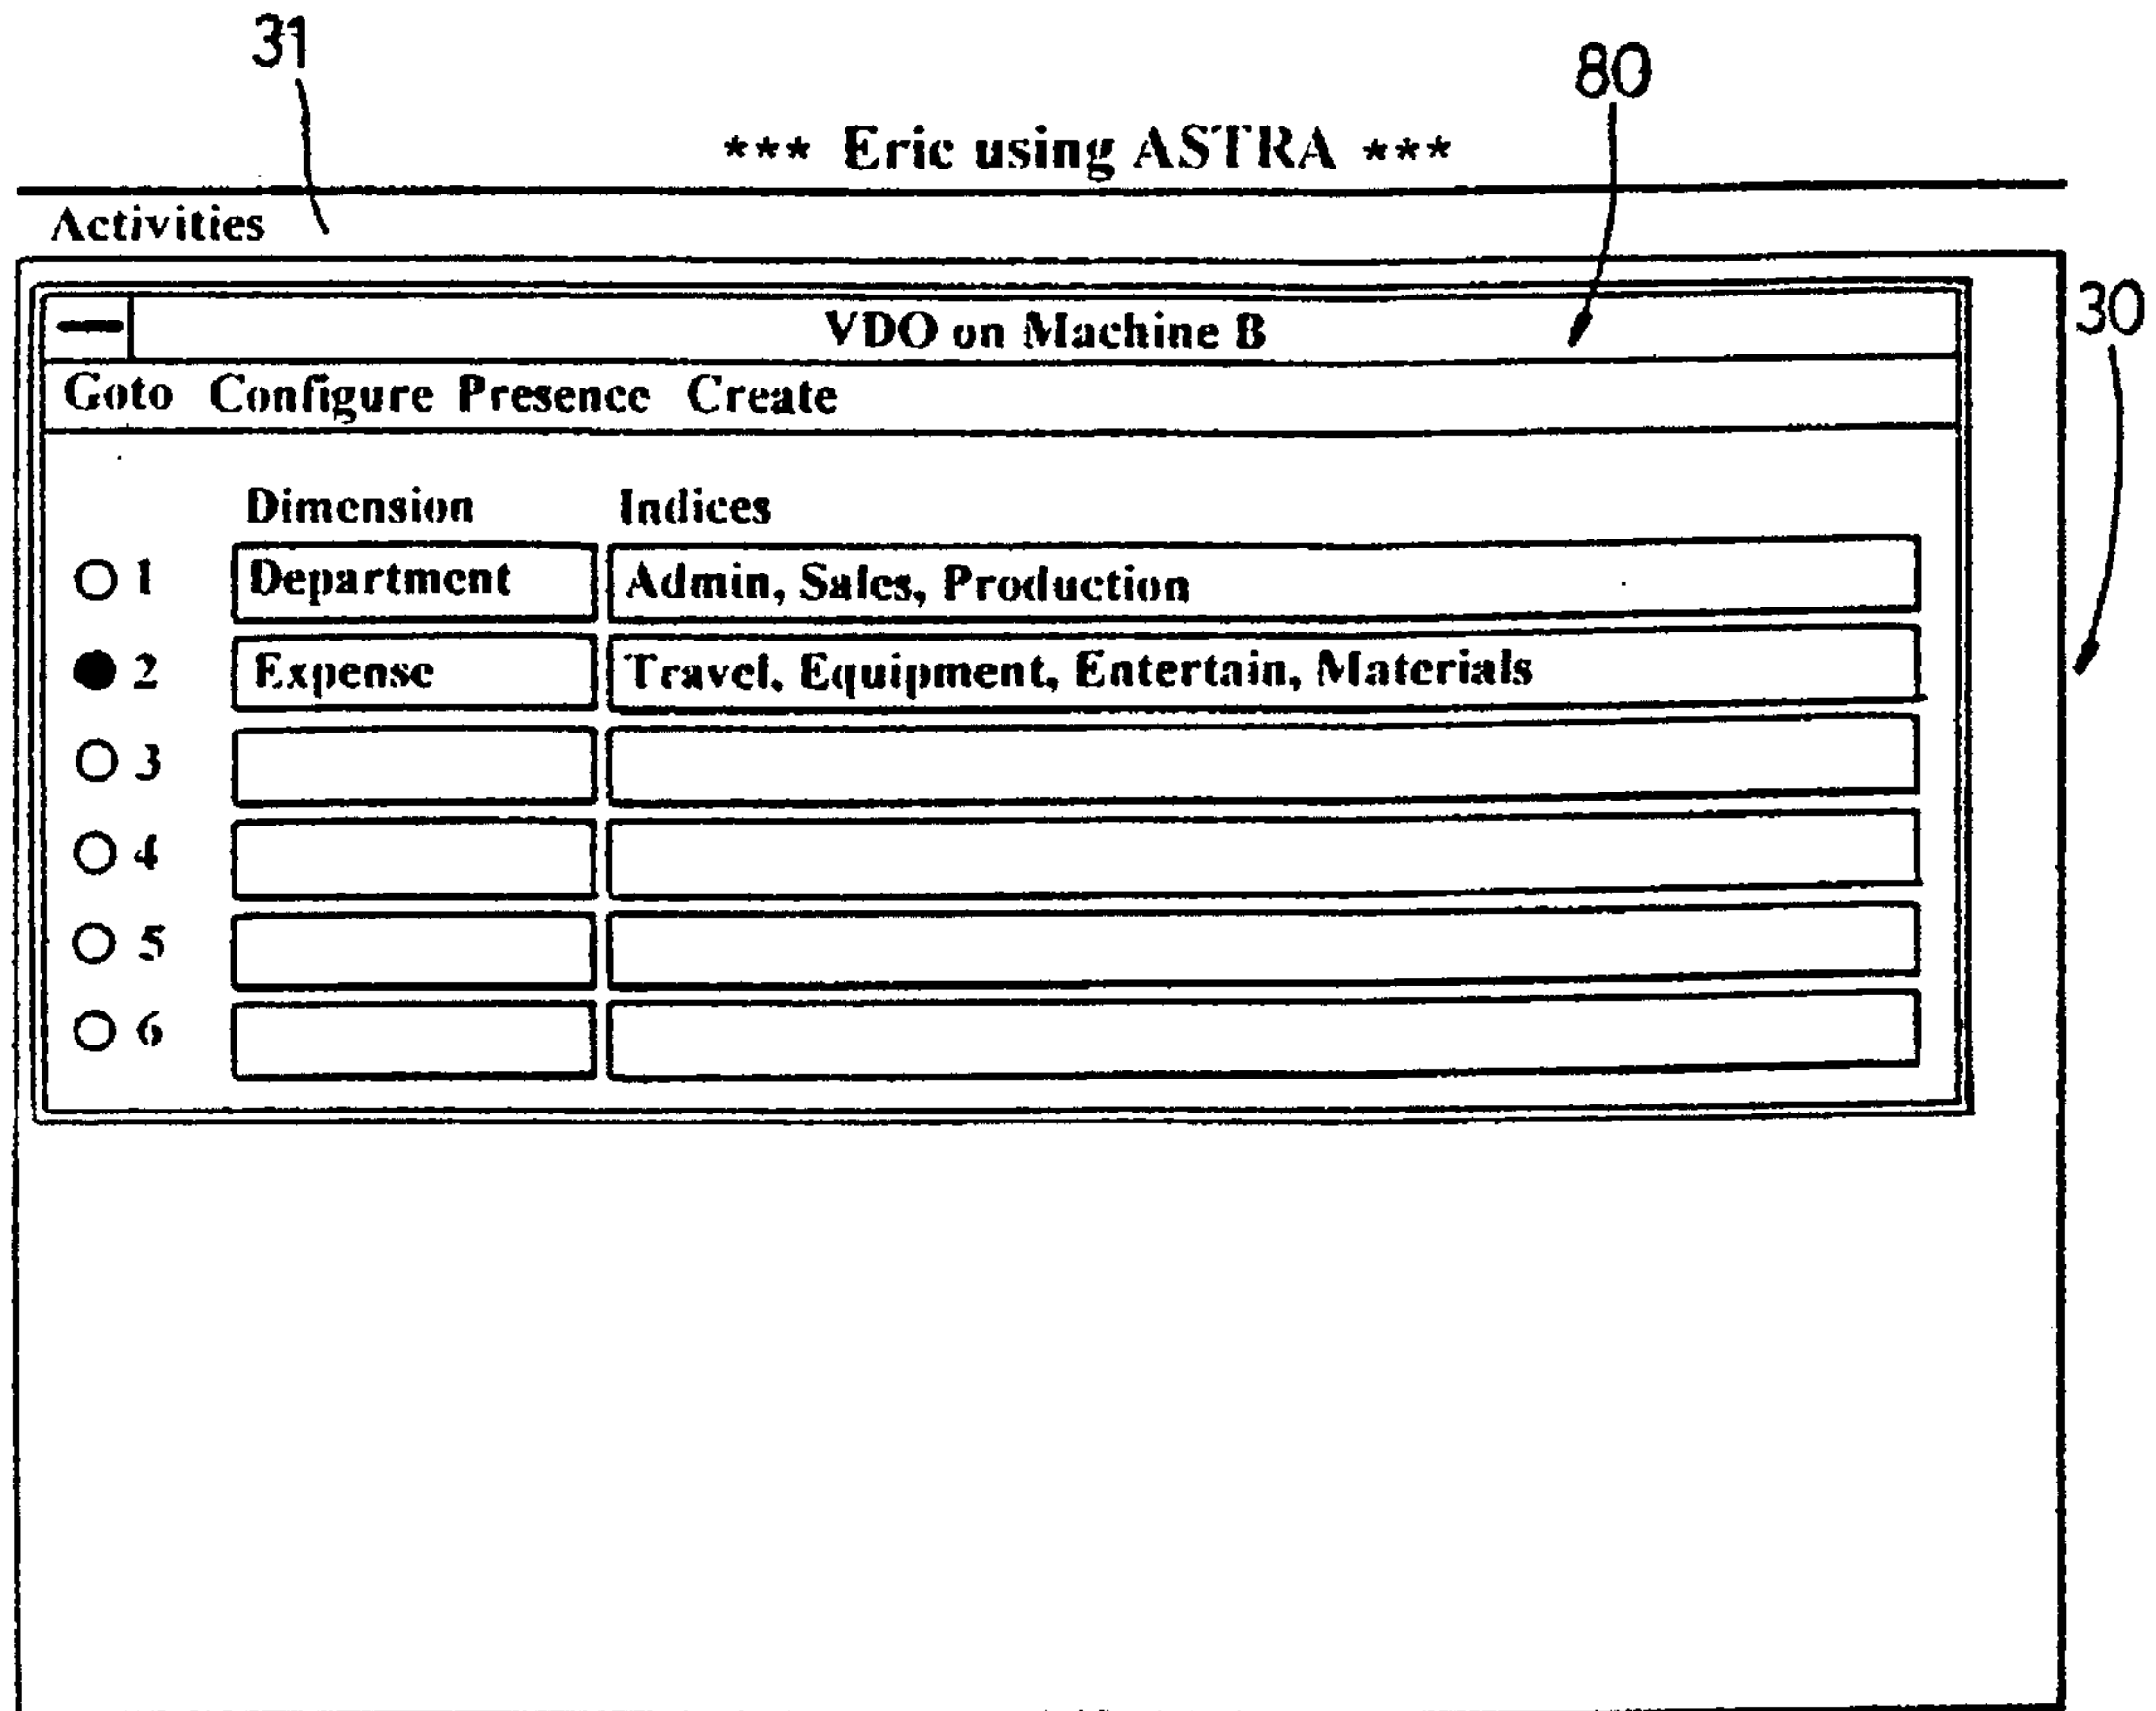 31
80
*** Eric using ASTRA ***
Activities
30
VDO on Machine B
Goto Configure Presence Create
Dimension Indices
1 Department Admin, Sales, Production
2 Expense Travel, Equipment, Entertain, Materials
3
4
5
6